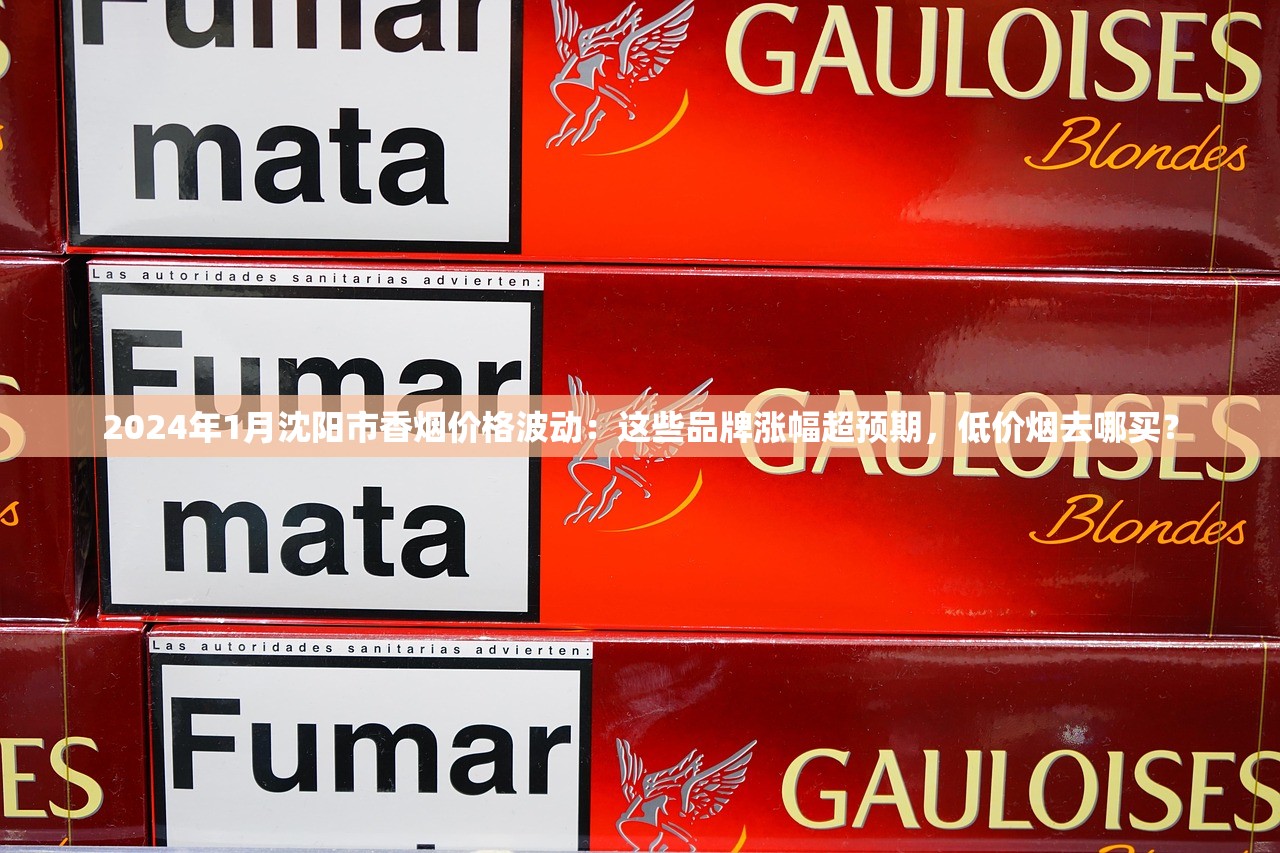 Fumar
mata
GAULOISES
Blondes
Las autoridades sanitarias advierten:
Fumar
mata
2024年1月沈阳市香烟价格波动：这些品牌涨幅超预期，低价烟去哪买？
GAULOISES
Blondes
Las autoridades sanitarias advierten:
Fumar
ES
GAULOISES